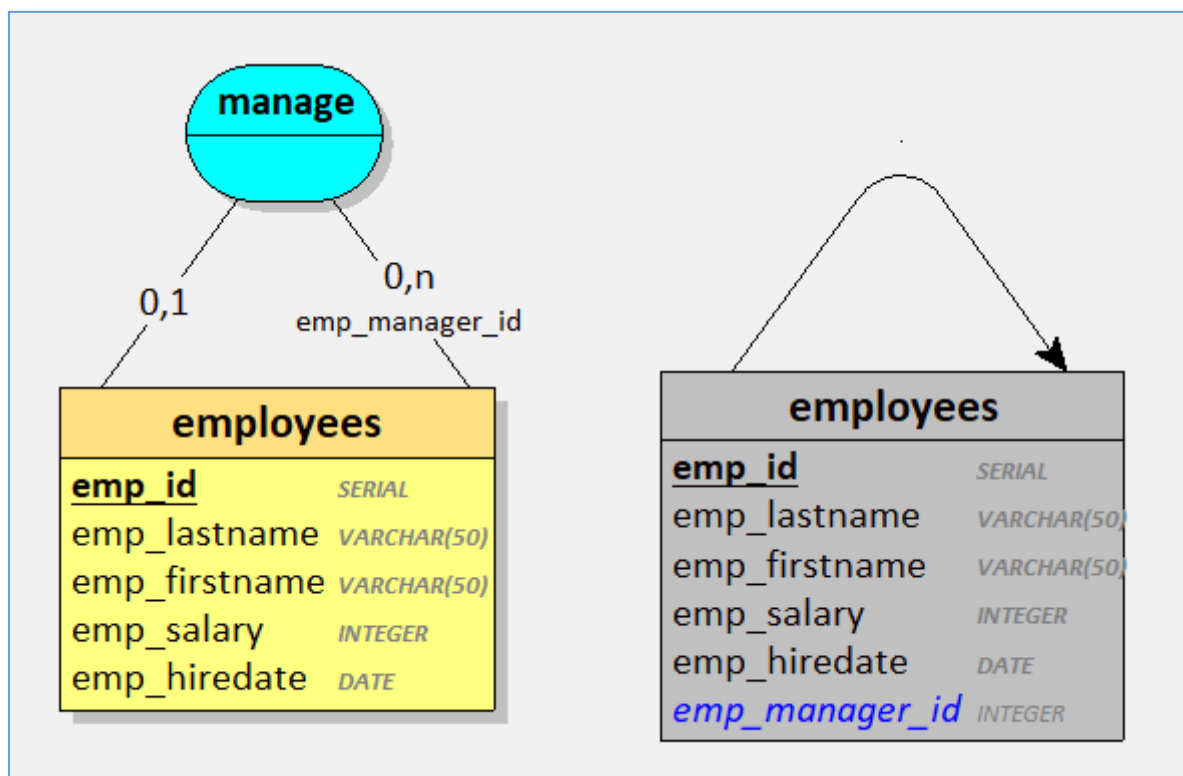 manage
0,1
0,n
emp_manager_id
employees
emp_id SERIAL
emp_lastname VARCHAR(50)
emp_firstname VARCHAR(50)
emp_salary INTEGER
emp_hiredate DATE
employees
emp_id SERIAL
emp_lastname VARCHAR(50)
emp_firstname VARCHAR(50)
emp_salary INTEGER
emp_hiredate DATE
emp_manager_id INTEGER